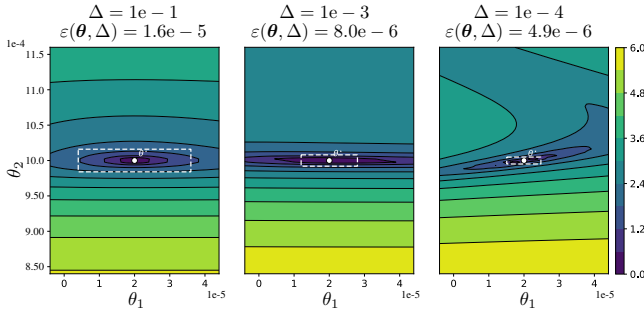 Δ = 1e − 1
ε(θ, Δ) = 1.6e − 5
Δ = 1e − 3
ε(θ, Δ) = 8.0e − 6
Δ = 1e − 4
ε(θ, Δ) = 4.9e − 6
1e-4
11.5
11.0
10.5
10.0
9.5
9.0
8.5
θ₂
θ*
θ*
θ*
0 1 2 3 4
1e-5
θ₁
0 1 2 3 4
1e-5
θ₁
0 1 2 3 4
1e-5
θ₁
6.0
4.8
3.6
2.4
1.2
0.0